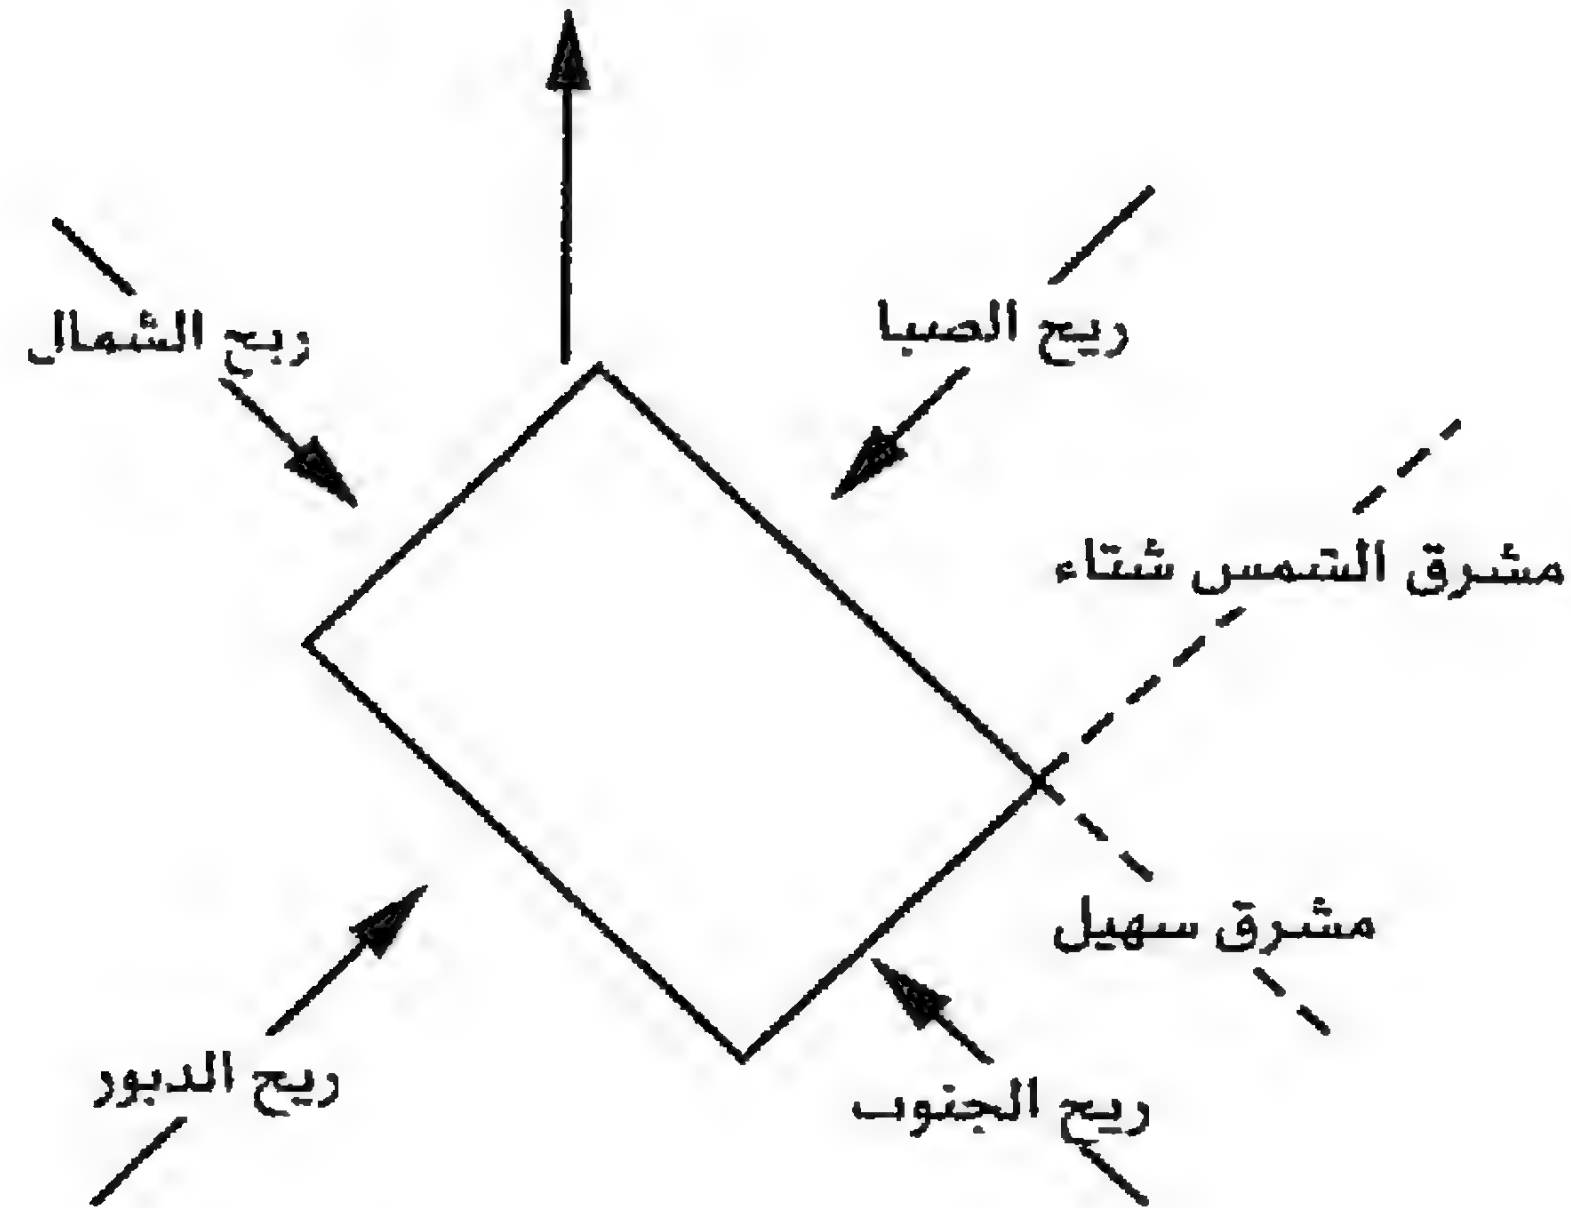 ريح الصبا
ريح الشمال
مشرق الشمس شتاء
مشرق سهيل
ريح الدبور
ريح الجنوب